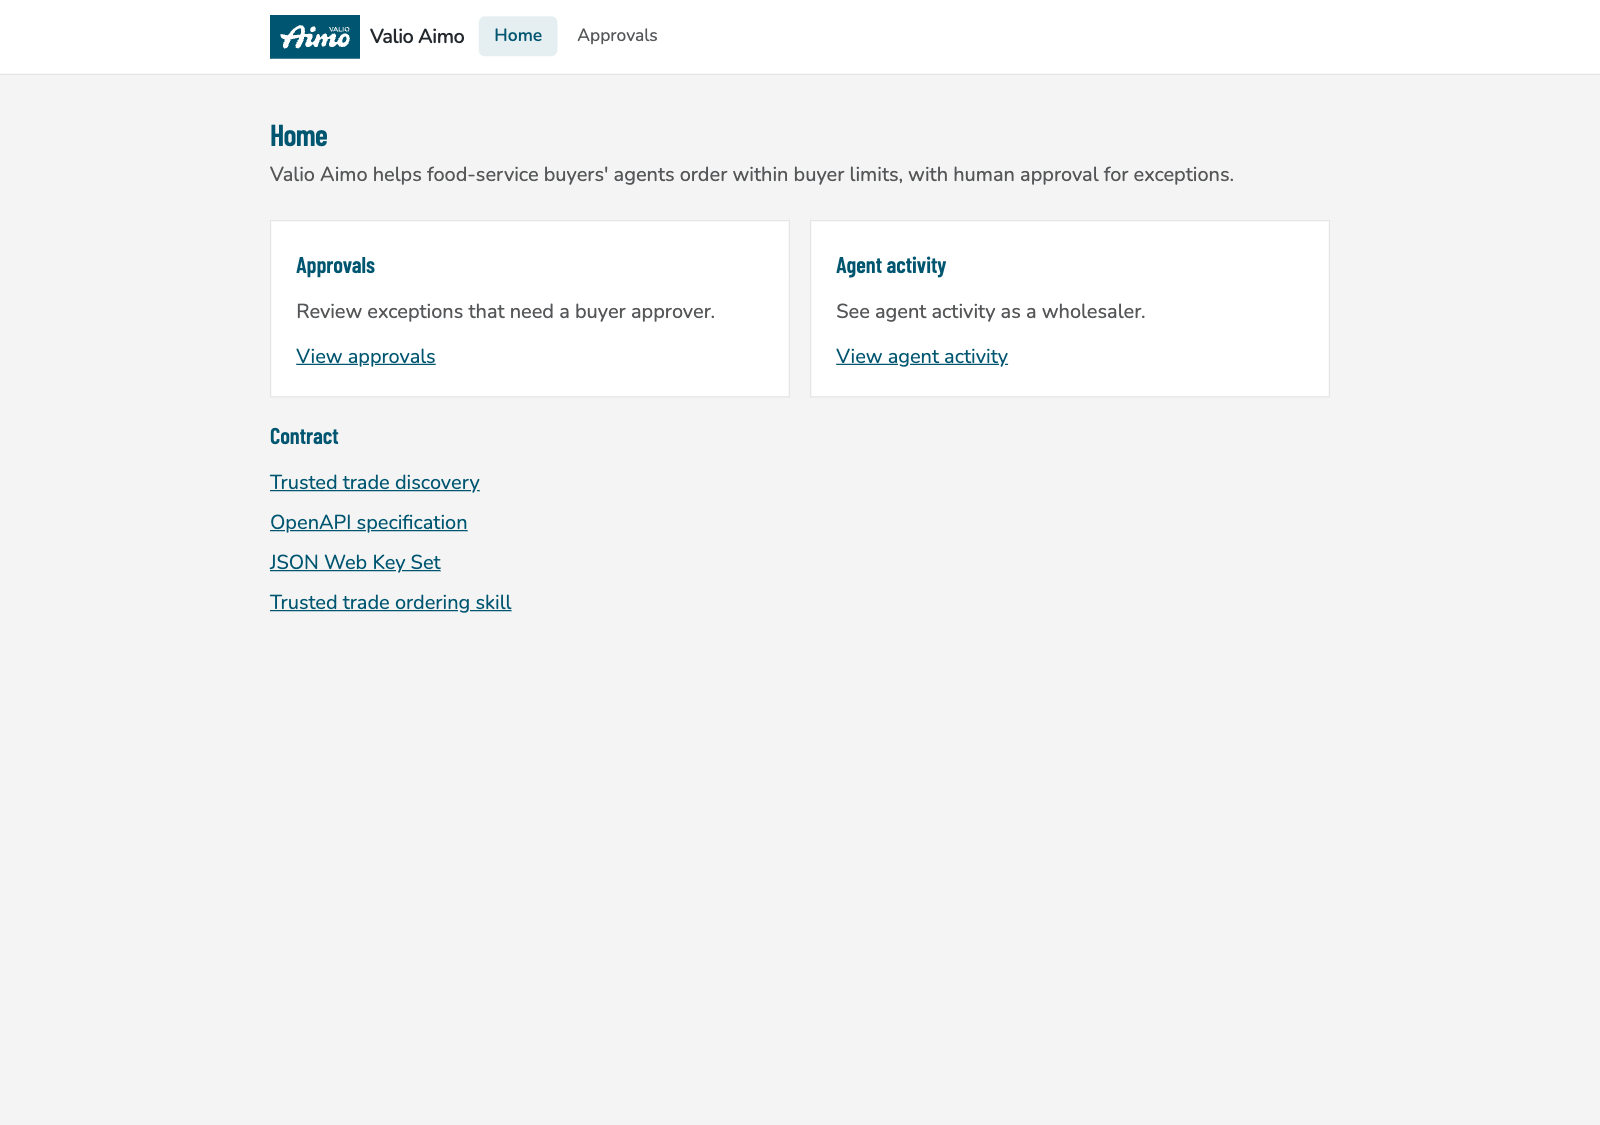 VALIO
Aimo
Valio Aimo
Home
Approvals
Home
Valio Aimo helps food-service buyers' agents order within buyer limits, with human approval for exceptions.
Approvals
Review exceptions that need a buyer approver.
View approvals
Agent activity
See agent activity as a wholesaler.
View agent activity
Contract
Trusted trade discovery
OpenAPI specification
JSON Web Key Set
Trusted trade ordering skill